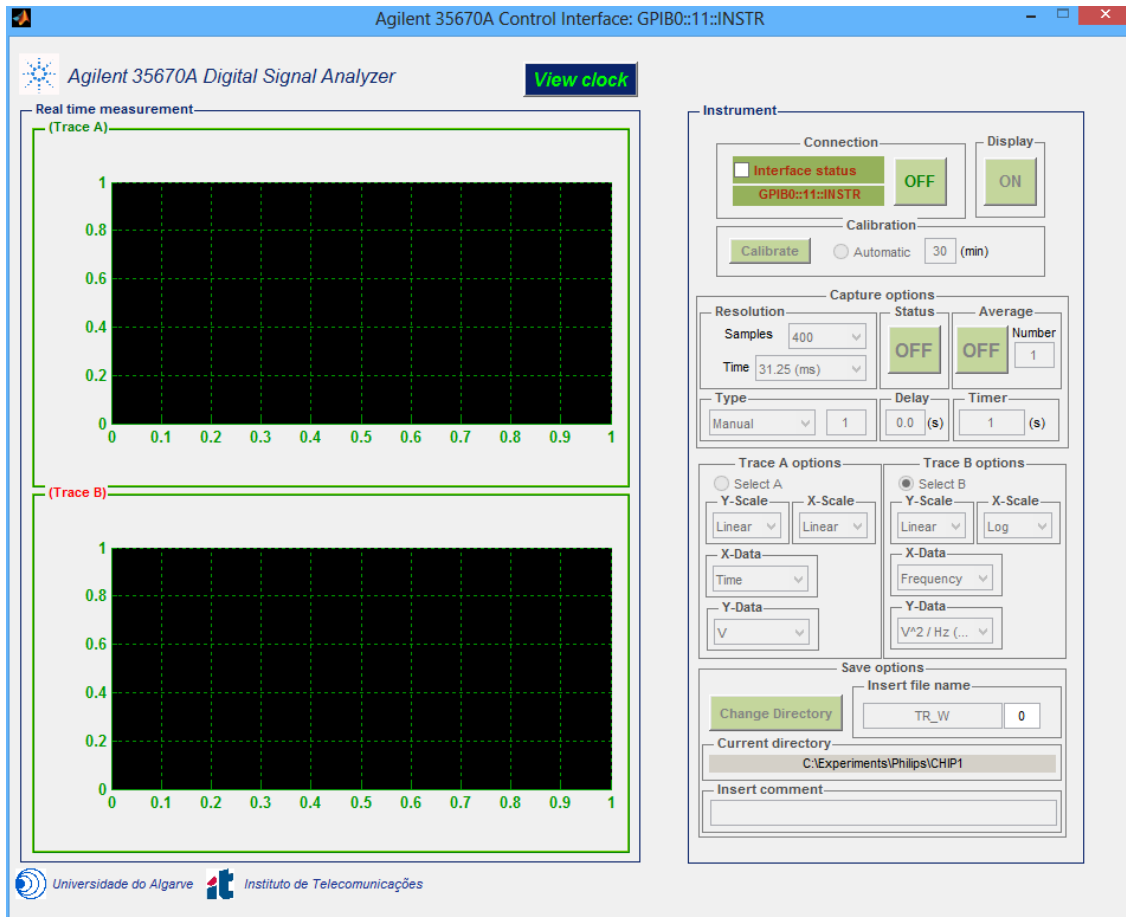 Agilent 35670A Control Interface: GPIB0::11::INSTR
Agilent 35670A Digital Signal Analyzer
View clock
Real time measurement
(Trace A)
1
0.8
0.6
0.4
0.2
0
0 0.1 0.2 0.3 0.4 0.5 0.6 0.7 0.8 0.9 1
(Trace B)
1
0.8
0.6
0.4
0.2
0
0 0.1 0.2 0.3 0.4 0.5 0.6 0.7 0.8 0.9 1
Universidade do Algarve it Instituto de Telecomunicações
Instrument
Connection Display
Interface status OFF ON
GPIB0::11::INSTR
Calibration
Calibrate Automatic 30 (min)
Capture options
Resolution Status Average
Samples 400 OFF OFF Number
Time 31.25 (ms) 1
Type Delay Timer
Manual 1 0.0 (s) 1 (s)
Trace A options Trace B options
Select A Select B
Y-Scale X-Scale Y-Scale X-Scale
Linear Linear Linear Log
X-Data X-Data
Time Frequency
Y-Data Y-Data
V V^2 / Hz (...
Save options
Insert file name
Change Directory TR_W 0
Current directory
C:\Experiments\Philips\CHIP1
Insert comment